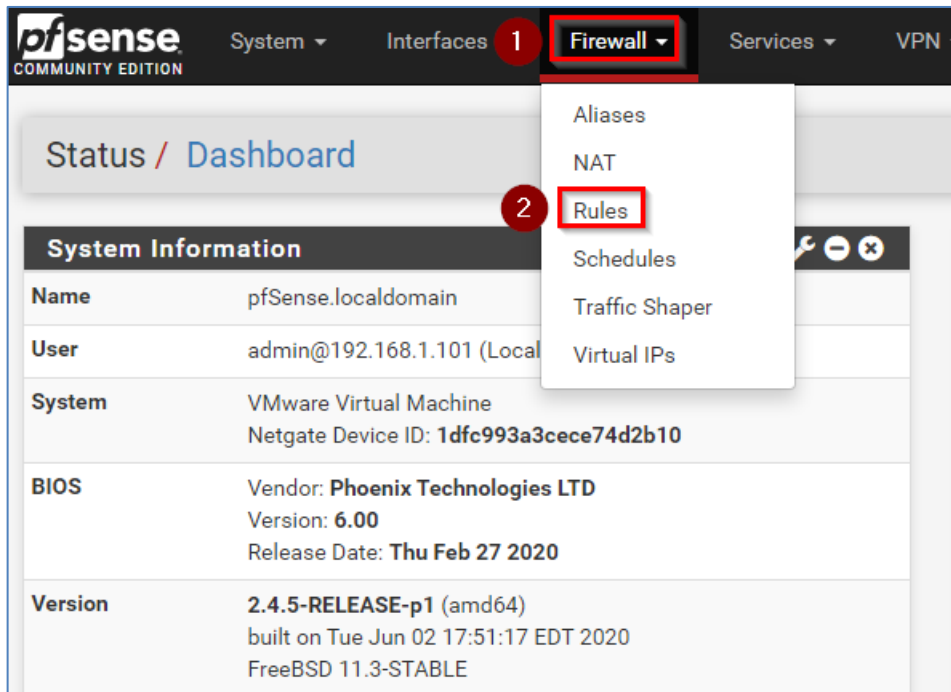 pfsense
COMMUNITY EDITION
System Interfaces 1 Firewall Services VPN
Aliases
NAT
2 Rules
Schedules
Traffic Shaper
Virtual IPs
Status / Dashboard
System Information
Name pfSense.localdomain
User admin@192.168.1.101 (Local
System VMware Virtual Machine
Netgate Device ID: 1dfc993a3cece74d2b10
BIOS Vendor: Phoenix Technologies LTD
Version: 6.00
Release Date: Thu Feb 27 2020
Version 2.4.5-RELEASE-p1 (amd64)
built on Tue Jun 02 17:51:17 EDT 2020
FreeBSD 11.3-STABLE